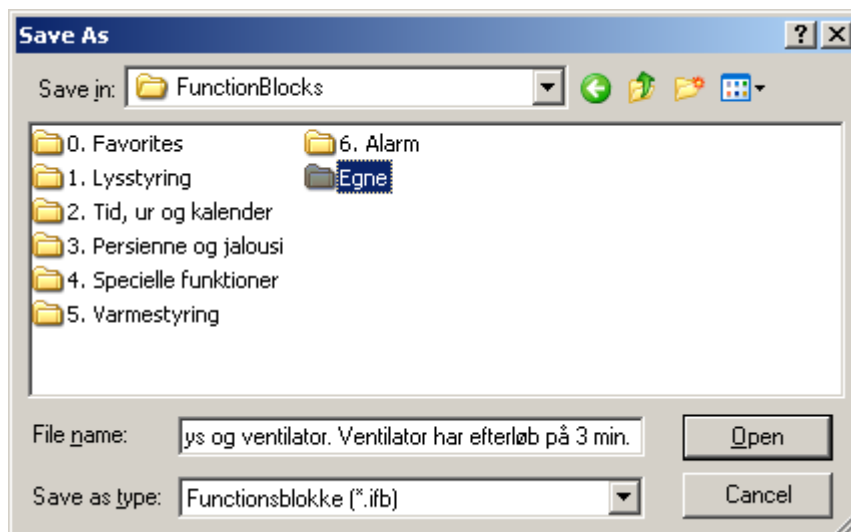 Save As
Save in: FunctionBlocks
0. Favorites
1. Lysstyring
2. Tid, ur og kalender
3. Persienne og jalousi
4. Specielle funktioner
5. Varmestyring
6. Alarm
Egne
File name: ys og ventilator. Ventilator har efterløb på 3 min. Open
Save as type: Functionsblokke (*.ifb) Cancel